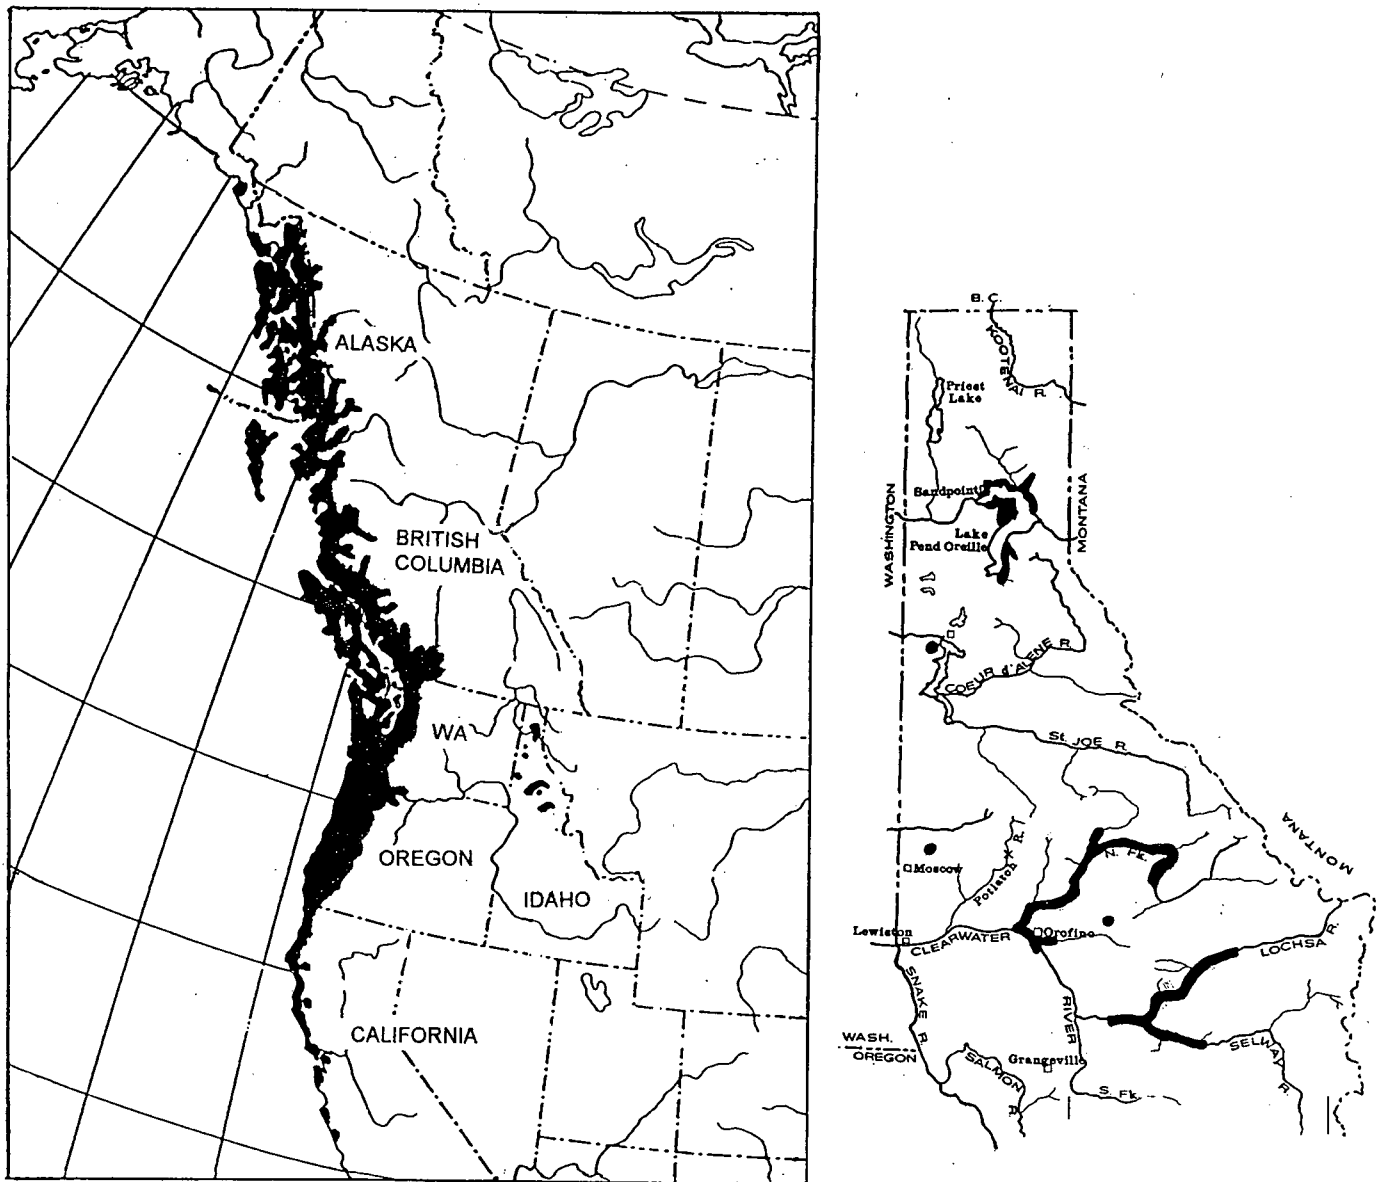 ALASKA
BRITISH
COLUMBIA
WA
OREGON
IDAHO
CALIFORNIA
B. C.
KOOTENAI R.
Priest
Lake
WASHINGTON
MONTANA
Sandpoint
Lake
Pend Oreille
COEUR d'ALENE R.
St. JOE R.
MONTANA
N. Fk.
Moscow
Potlatch R.
Lewiston
CLEARWATER
Orofino
LOCHSA R.
SNAKE R.
RIVER
WASH.
OREGON
SALMON R.
Grangeville
SELWAY R.
S. Fk.